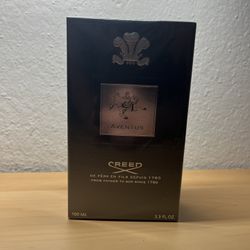 AVENTUS
CREED
DE PÈRE EN FILS DEPUIS 1760
FROM FATHER TO SON SINCE 1760
100 ML
3.3 FL.OZ.